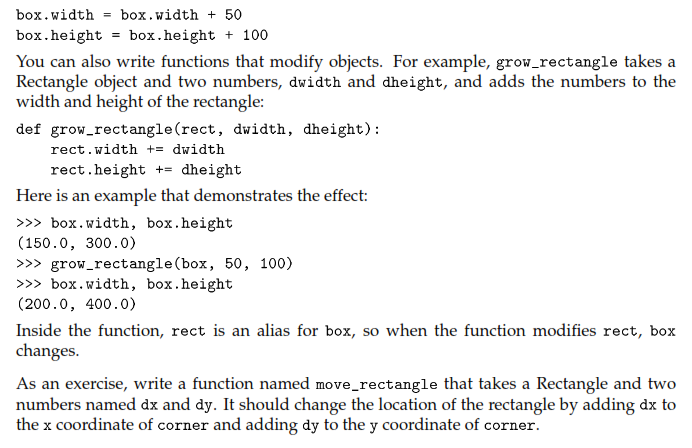 box.width = box.width + 50
box.height = box.height + 100
You can also write functions that modify objects. For example, grow_rectangle takes a
Rectangle object and two numbers, dwidth and dheight, and adds the numbers to the
width and height of the rectangle:
def grow_rectangle(rect, dwidth, dheight):
    rect.width += dwidth
    rect.height += dheight
Here is an example that demonstrates the effect:
>>> box.width, box.height
(150.0, 300.0)
>>> grow_rectangle(box, 50, 100)
>>> box.width, box.height
(200.0, 400.0)
Inside the function, rect is an alias for box, so when the function modifies rect, box
changes.
As an exercise, write a function named move_rectangle that takes a Rectangle and two
numbers named dx and dy. It should change the location of the rectangle by adding dx to
the x coordinate of corner and adding dy to the y coordinate of corner.